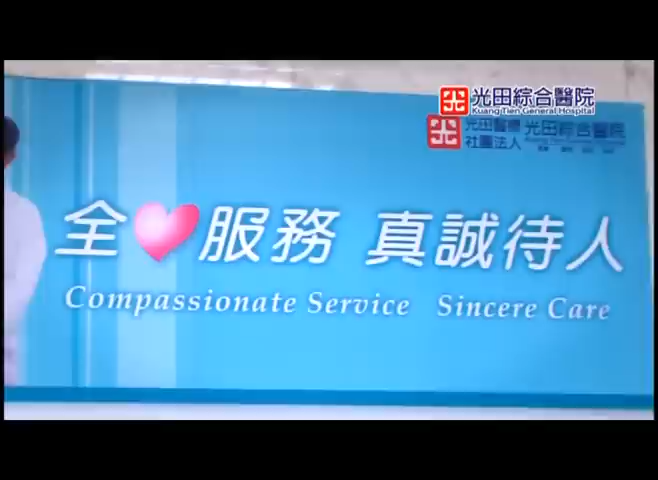 光田綜合醫院
Kuang Tien General Hospital
光田醫療
社團法人
光田綜合醫院
全 服務 真誠待人
Compassionate Service Sincere Care